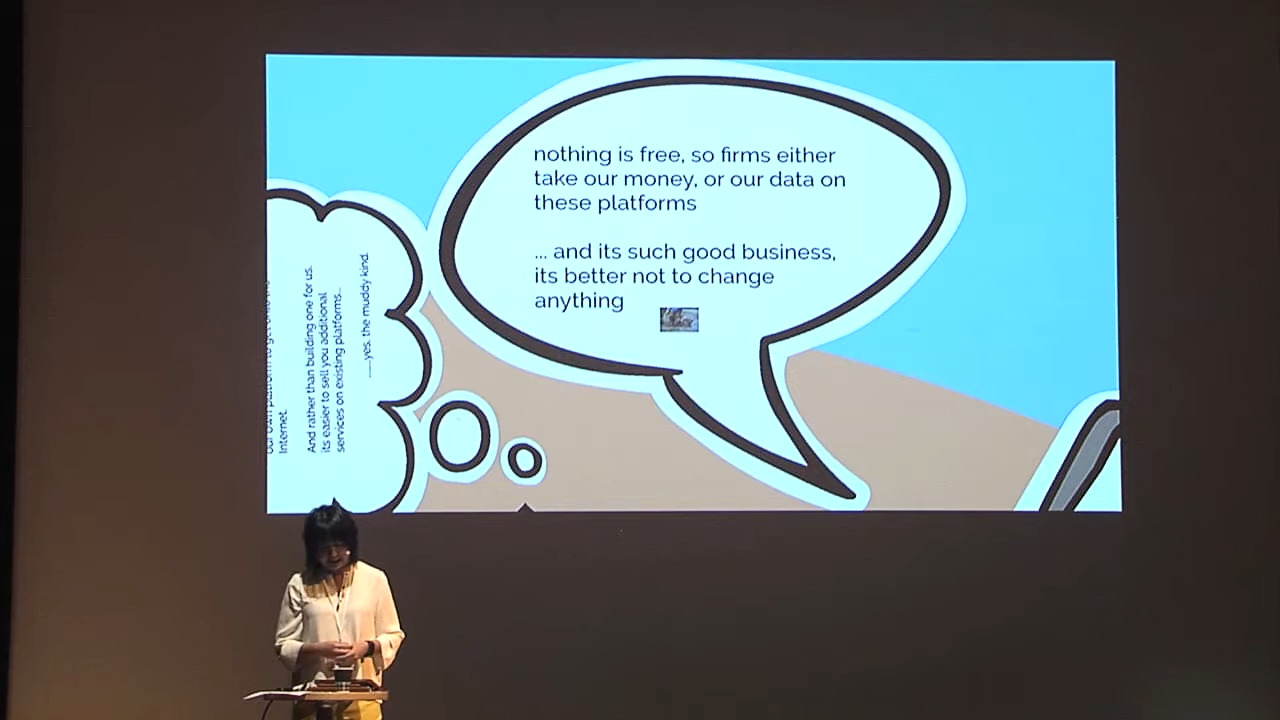 nothing is free, so firms either
take our money, or our data on
these platforms
... and its such good business,
its better not to change
anything
Internet.
And rather than building one for us,
its easier to sell you additional
services on existing platforms...
......yes. the muddy kind.